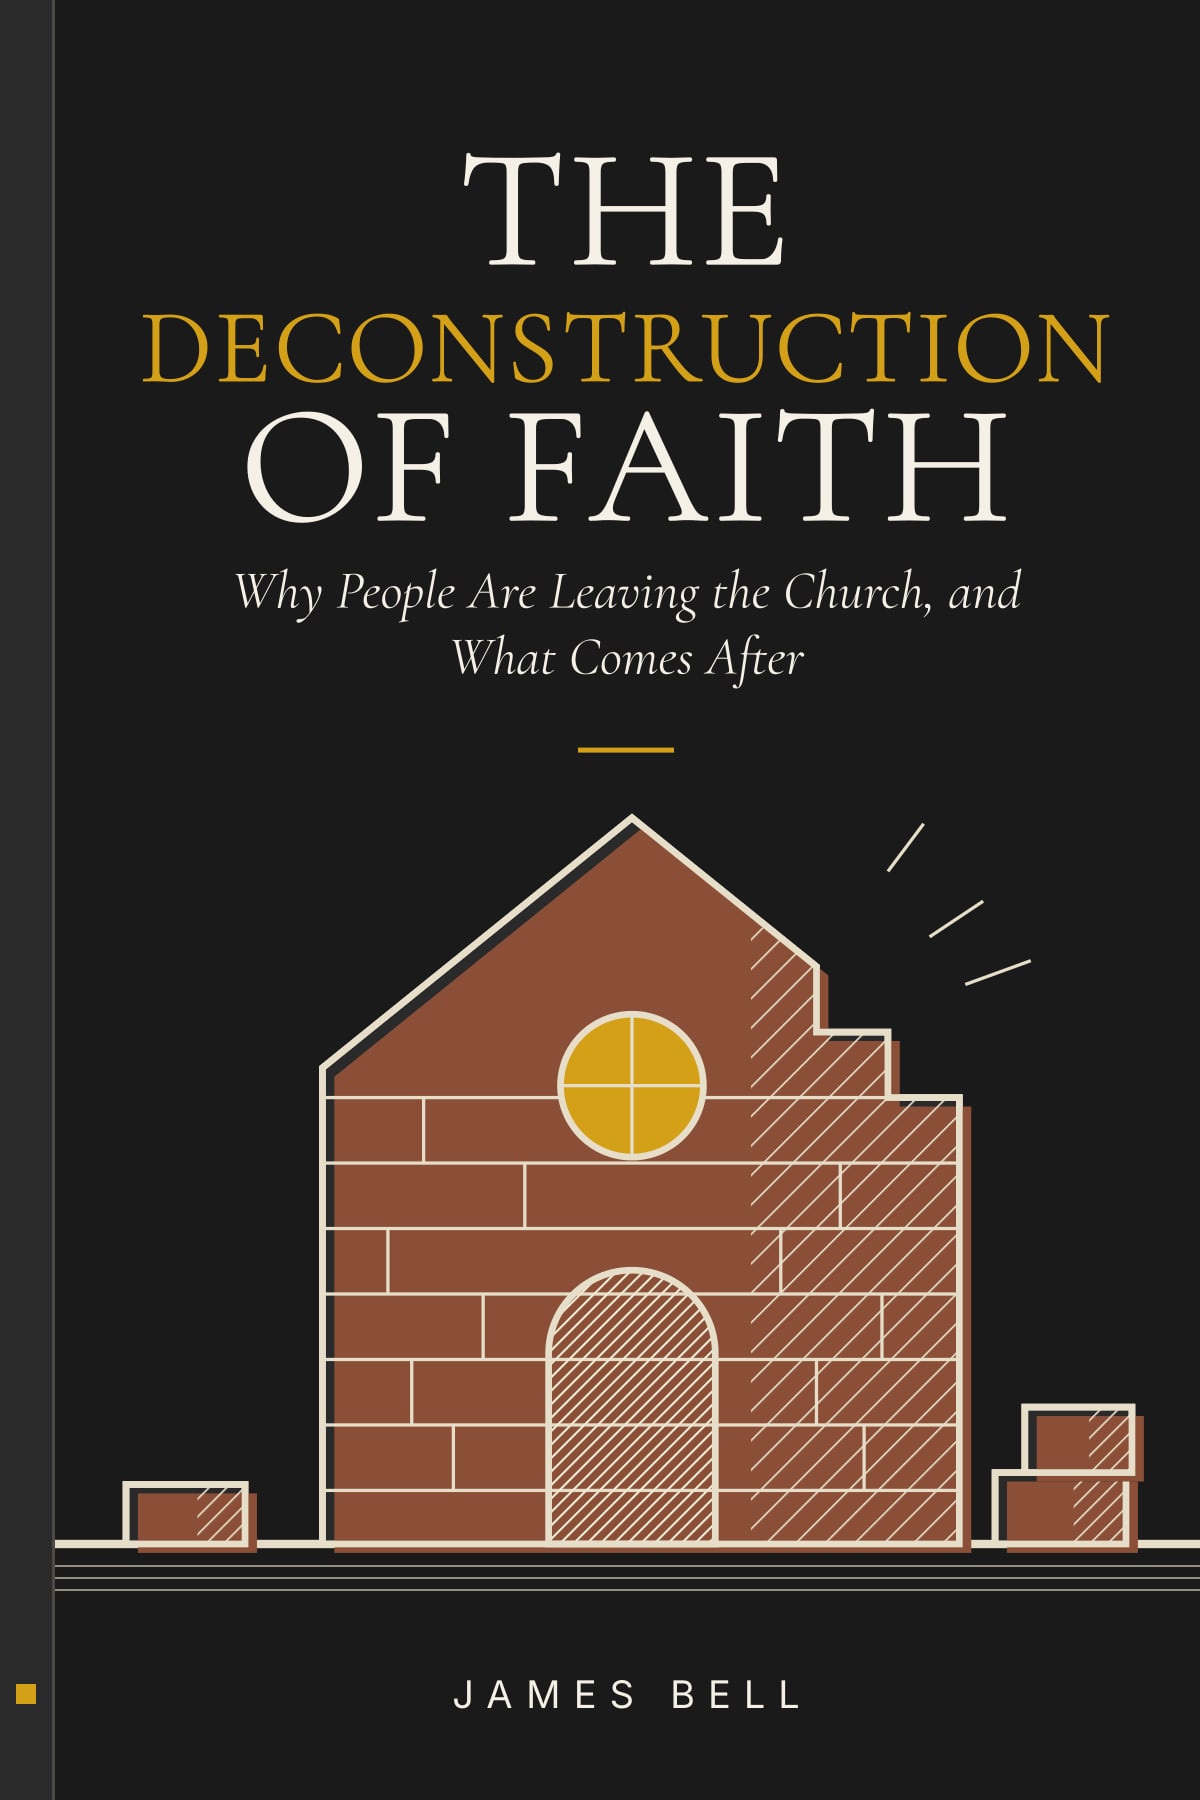 THE
DECONSTRUCTION
OF FAITH
Why People Are Leaving the Church, and
What Comes After
JAMES BELL